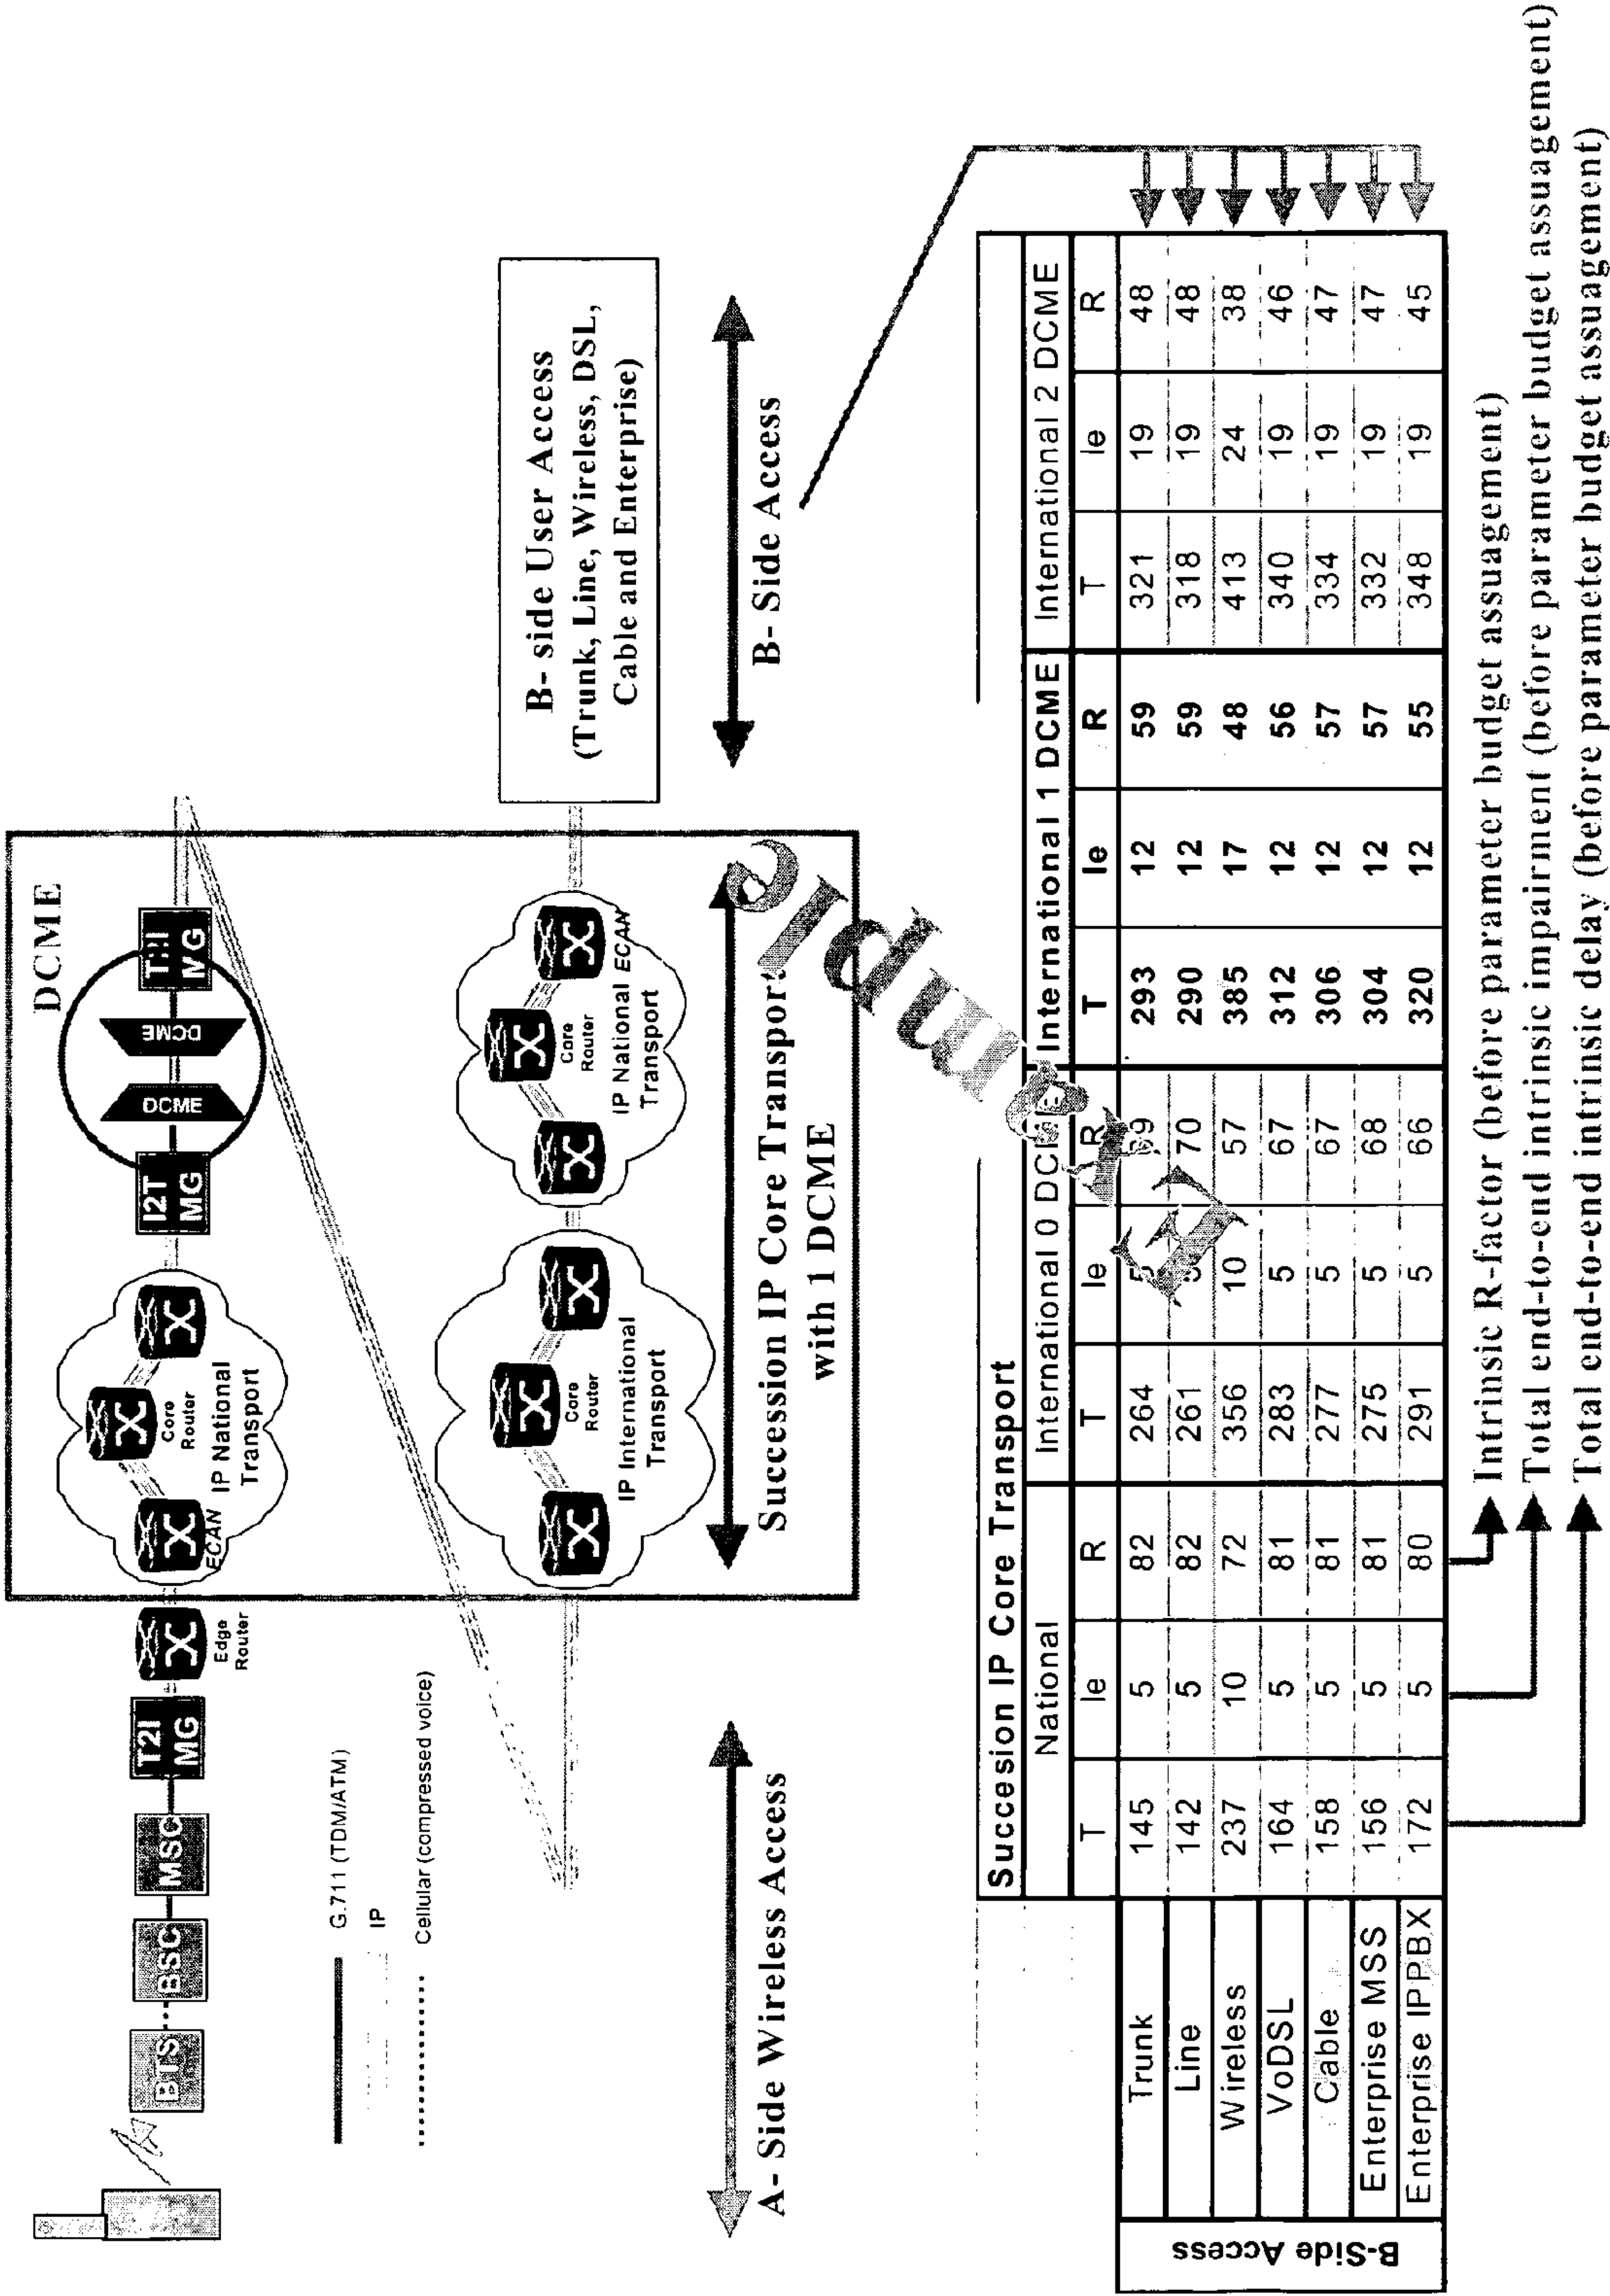 DCME
BTS
BSC
MSC
T2I
MG
Edge
Router
ECAN
Core
Router
IP National
Transport
I2T
MG
DCME
DCME
MG
G.711 (TDM/ATM)
IP
Cellular (compressed voice)
Core
Router
IP International
Transport
Core
Router
IP National
Transport
ECAN
B- side User Access
(Trunk, Line, Wireless, DSL,
Cable and Enterprise)
A- Side Wireless Access
Succession IP Core Transport
with 1 DCME
B- Side Access
Example
Succesion IP Core Transport
National International 0 DCME International 1 DCME International 2 DCME
T Ie R T Ie R T Ie R T Ie R
B-Side Access
Trunk 145 5 82 264 293 12 59 321 19 48
Line 142 5 82 261 70 290 12 59 318 19 48
Wireless 237 10 72 356 10 57 385 17 48 413 24 38
VoDSL 164 5 81 283 5 67 312 12 56 340 19 46
Cable 158 5 81 277 5 67 306 12 57 334 19 47
Enterprise MSS 156 5 81 275 5 68 304 12 57 332 19 47
Enterprise IPPBX 172 5 80 291 5 66 320 12 55 348 19 45
Intrinsic R-factor (before parameter budget assuagement)
Total end-to-end intrinsic impairment (before parameter budget assuagement)
Total end-to-end intrinsic delay (before parameter budget assuagement)